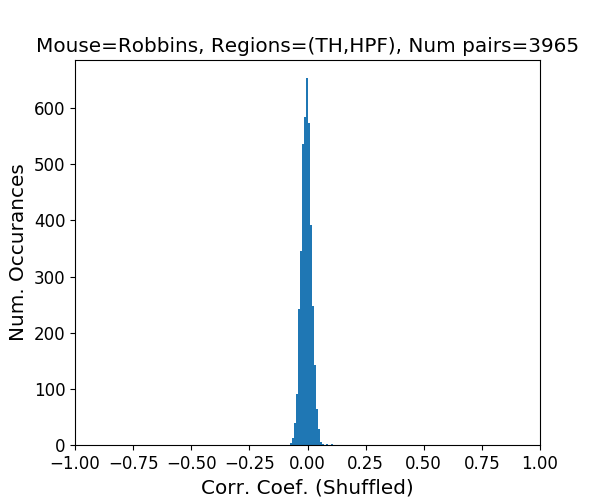 Mouse=Robbins, Regions=(TH,HPF), Num pairs=3965
Num. Occurances
600
500
400
300
200
100
0
−1.00 −0.75 −0.50 −0.25 0.00 0.25 0.50 0.75 1.00
Corr. Coef. (Shuffled)